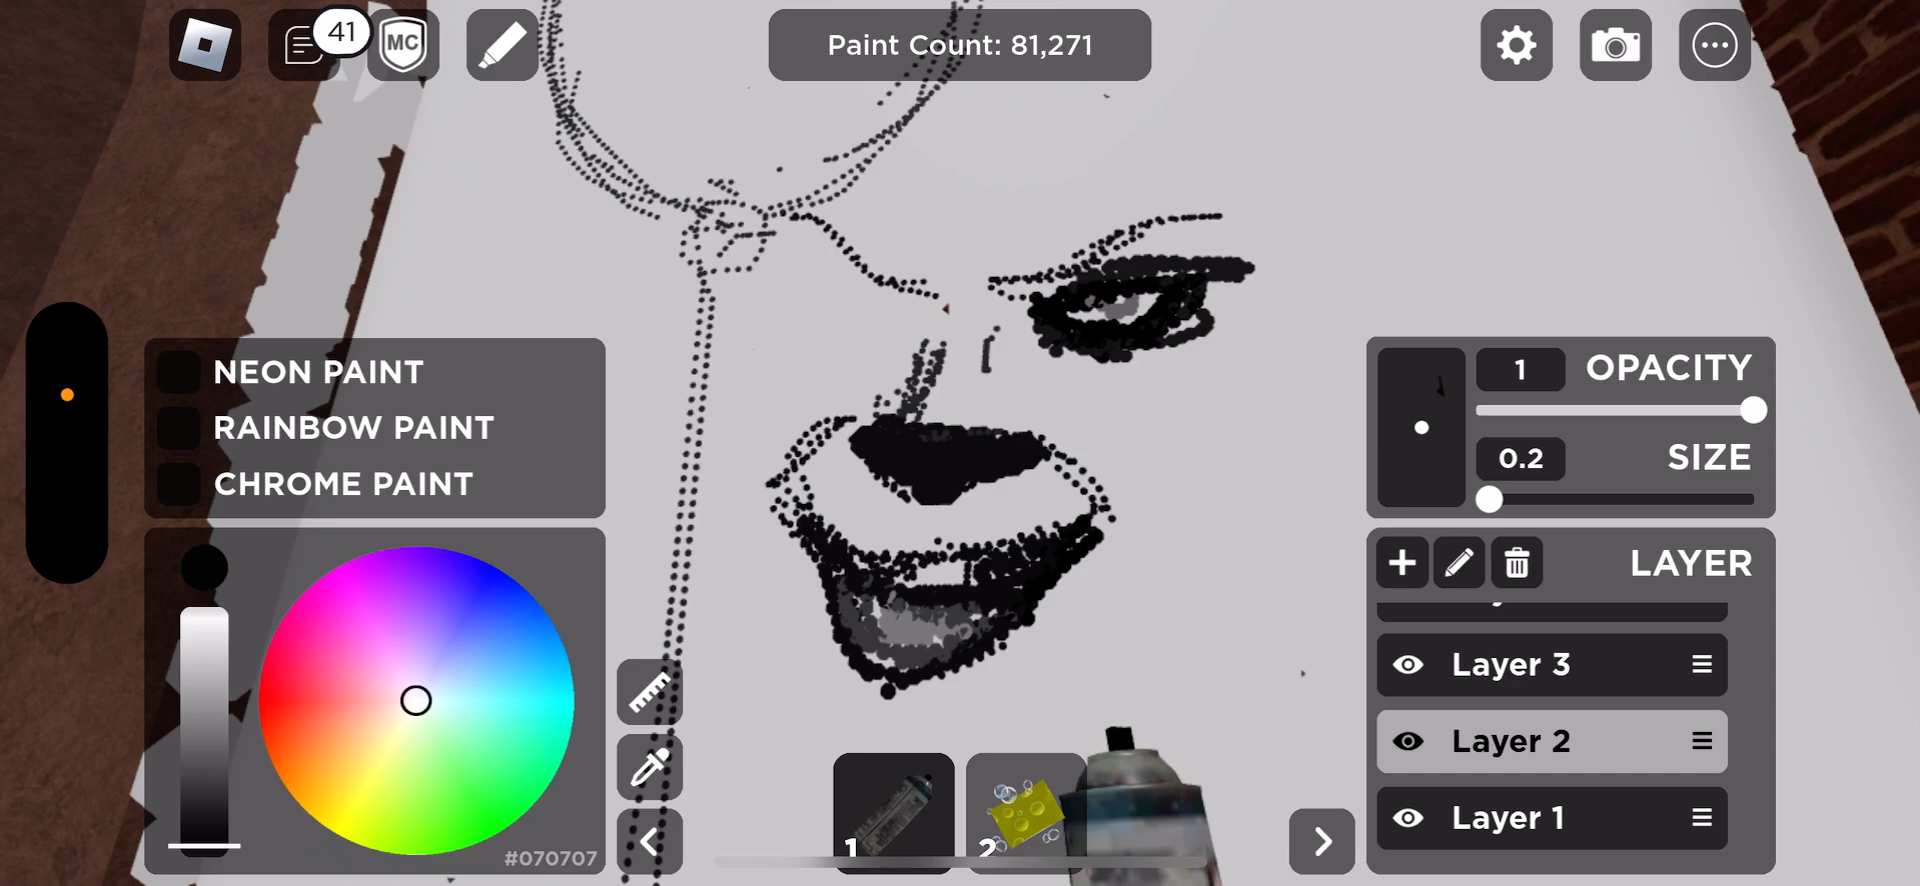 41
MC
Paint Count: 81,271
NEON PAINT
RAINBOW PAINT
CHROME PAINT
#070707
1
2
1 OPACITY
0.2 SIZE
LAYER
Layer 3
Layer 2
Layer 1